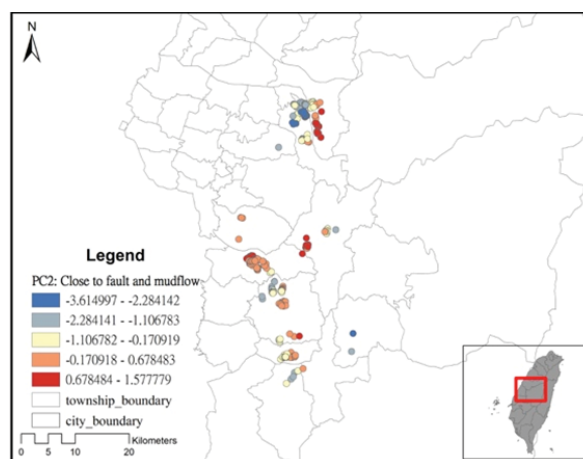 N
Legend
PC2: Close to fault and mudflow
-3.614997 - -2.284142
-2.284141 - -1.106783
-1.106782 - -0.170919
-0.170918 - 0.678483
0.678484 - 1.577779
township_boundary
city_boundary
0 5 10 20
Kilometers